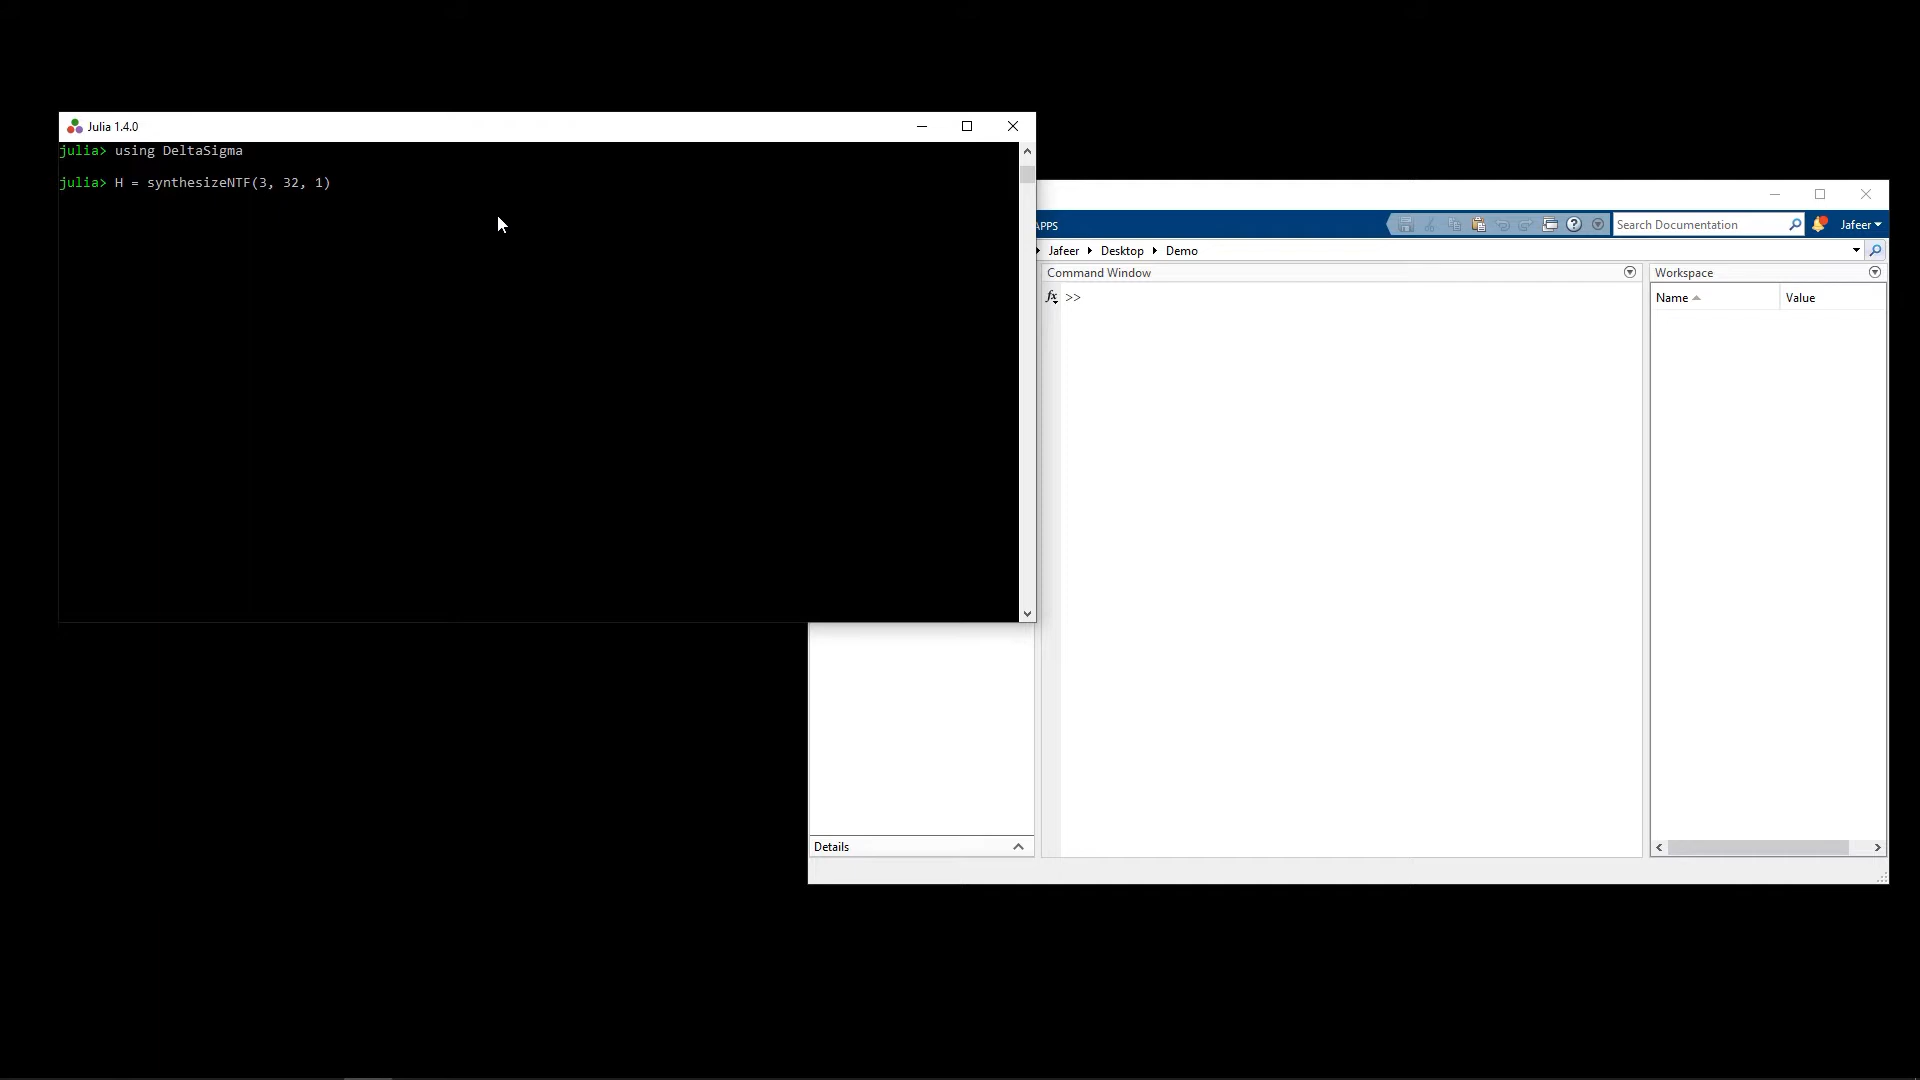 Julia 1.4.0
julia> using DeltaSigma
julia> H = synthesizeNTF(3, 32, 1)
APPS
Search Documentation
Jafeer
Jafeer Desktop Demo
Command Window
Workspace
fx >>
Name Value
Details